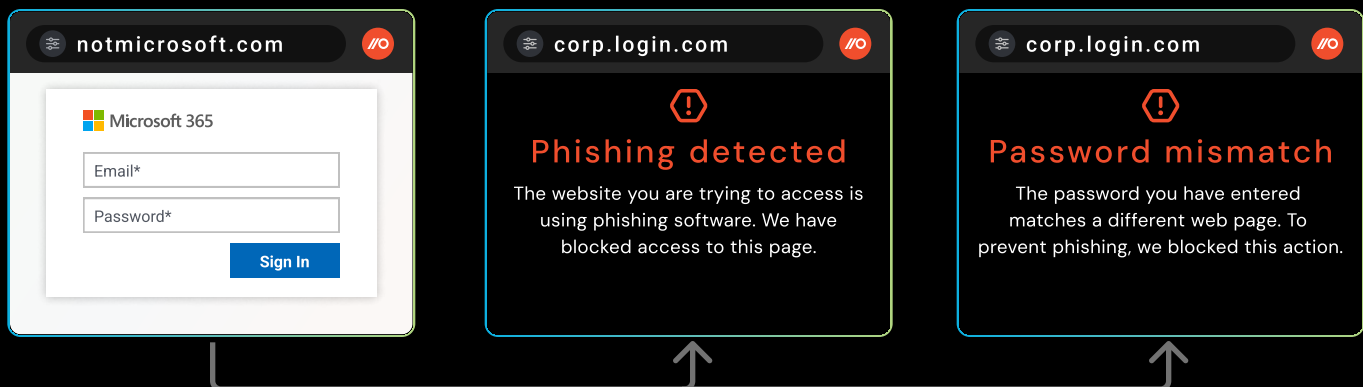 notmicrosoft.com
Microsoft 365
Email*
Password*
Sign In
corp.login.com
Phishing detected
The website you are trying to access is
using phishing software. We have
blocked access to this page.
corp.login.com
Password mismatch
The password you have entered
matches a different web page. To
prevent phishing, we blocked this action.